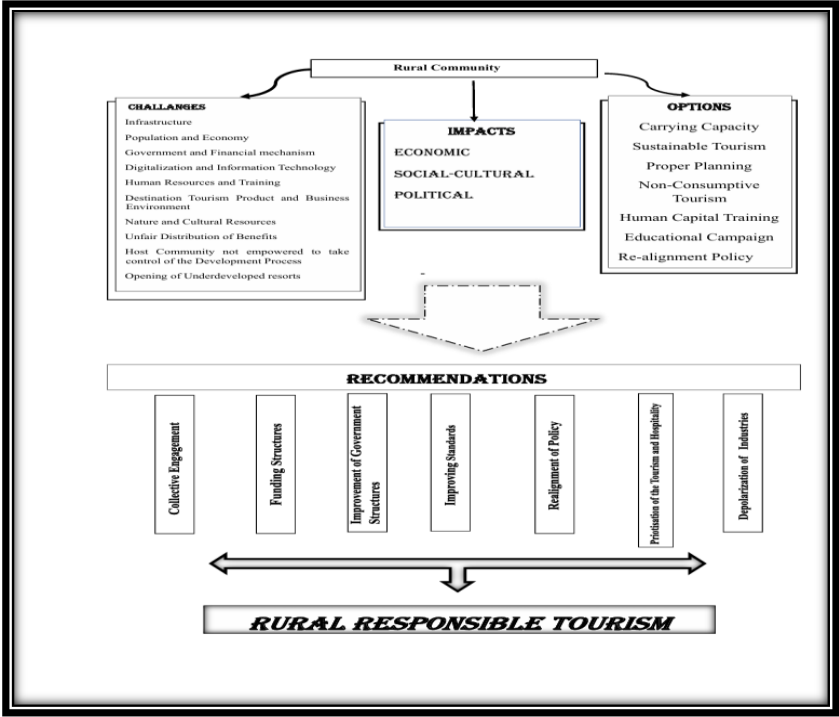 Rural Community
CHALLANGES
Infrastructure
Population and Economy
Government and Financial mechanism
Digitalization and Information Technology
Human Resources and Training
Destination Tourism Product and Business
Environment
Nature and Cultural Resources
Unfair Distribution of Benefits
Host Community not empowered to take
control of the Development Process
Opening of Underdeveloped resorts
IMPACTS
ECONOMIC
SOCIAL-CULTURAL
POLITICAL
OPTIONS
Carrying Capacity
Sustainable Tourism
Proper Planning
Non-Consumptive
Tourism
Human Capital Training
Educational Campaign
Re-alignment Policy
RECOMMENDATIONS
Collective Engagement
Funding Structures
Improvement of Government
Structures
Improving Standards
Realignment of Policy
Priotisation of the Tourism and Hospitality
Depolarization of Industries
RURAL RESPONSIBLE TOURISM